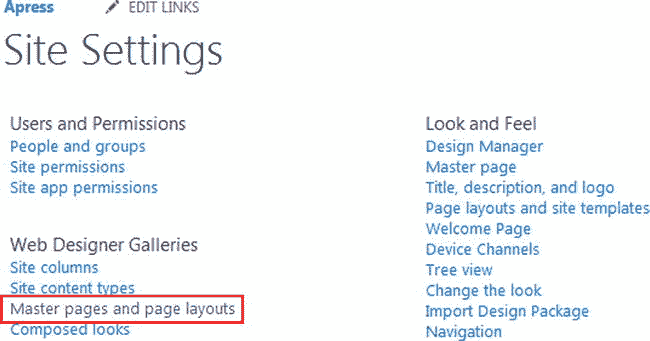 Apress EDIT LINKS
Site Settings
Users and Permissions
People and groups
Site permissions
Site app permissions
Web Designer Galleries
Site columns
Site content types
Master pages and page layouts
Composed looks
Look and Feel
Design Manager
Master page
Title, description, and logo
Page layouts and site templates
Welcome Page
Device Channels
Tree view
Change the look
Import Design Package
Navigation